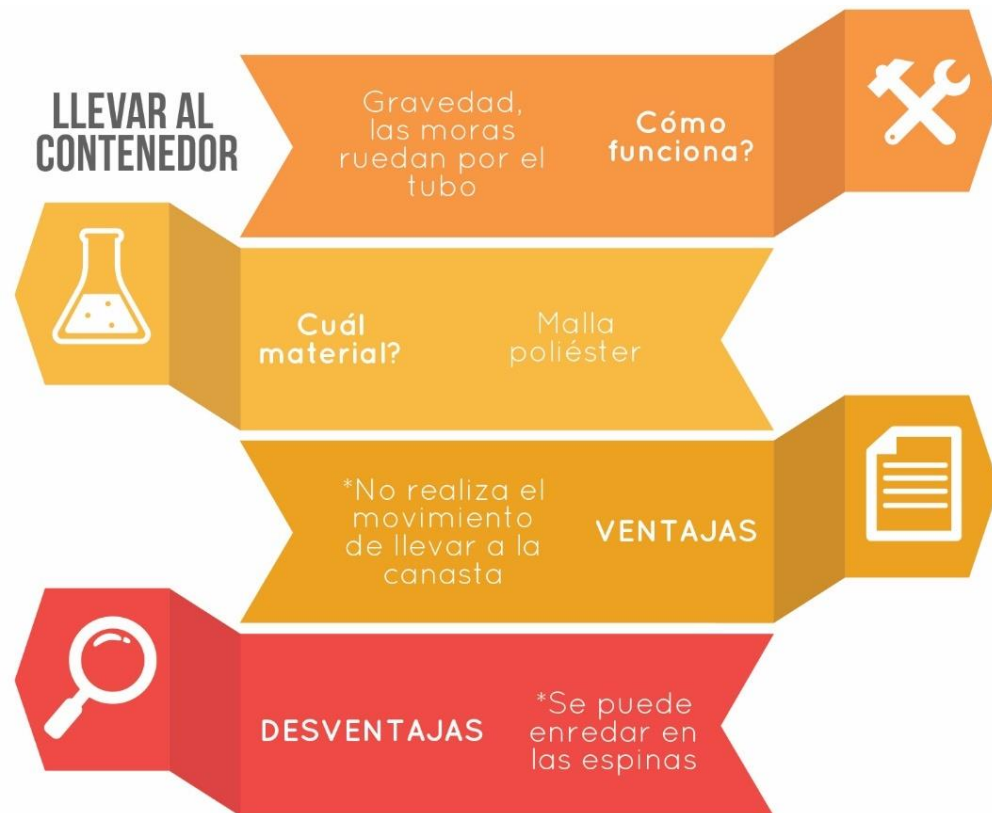 LLEVAR AL
CONTENEDOR
Gravedad,
las moras
ruedan por el
tubo
Cómo
funciona?
Cuál
material?
Malla
poliéster
*No realiza el
movimiento
de llevar a la
canasta
VENTAJAS
DESVENTAJAS
*Se puede
enredar en
las espinas